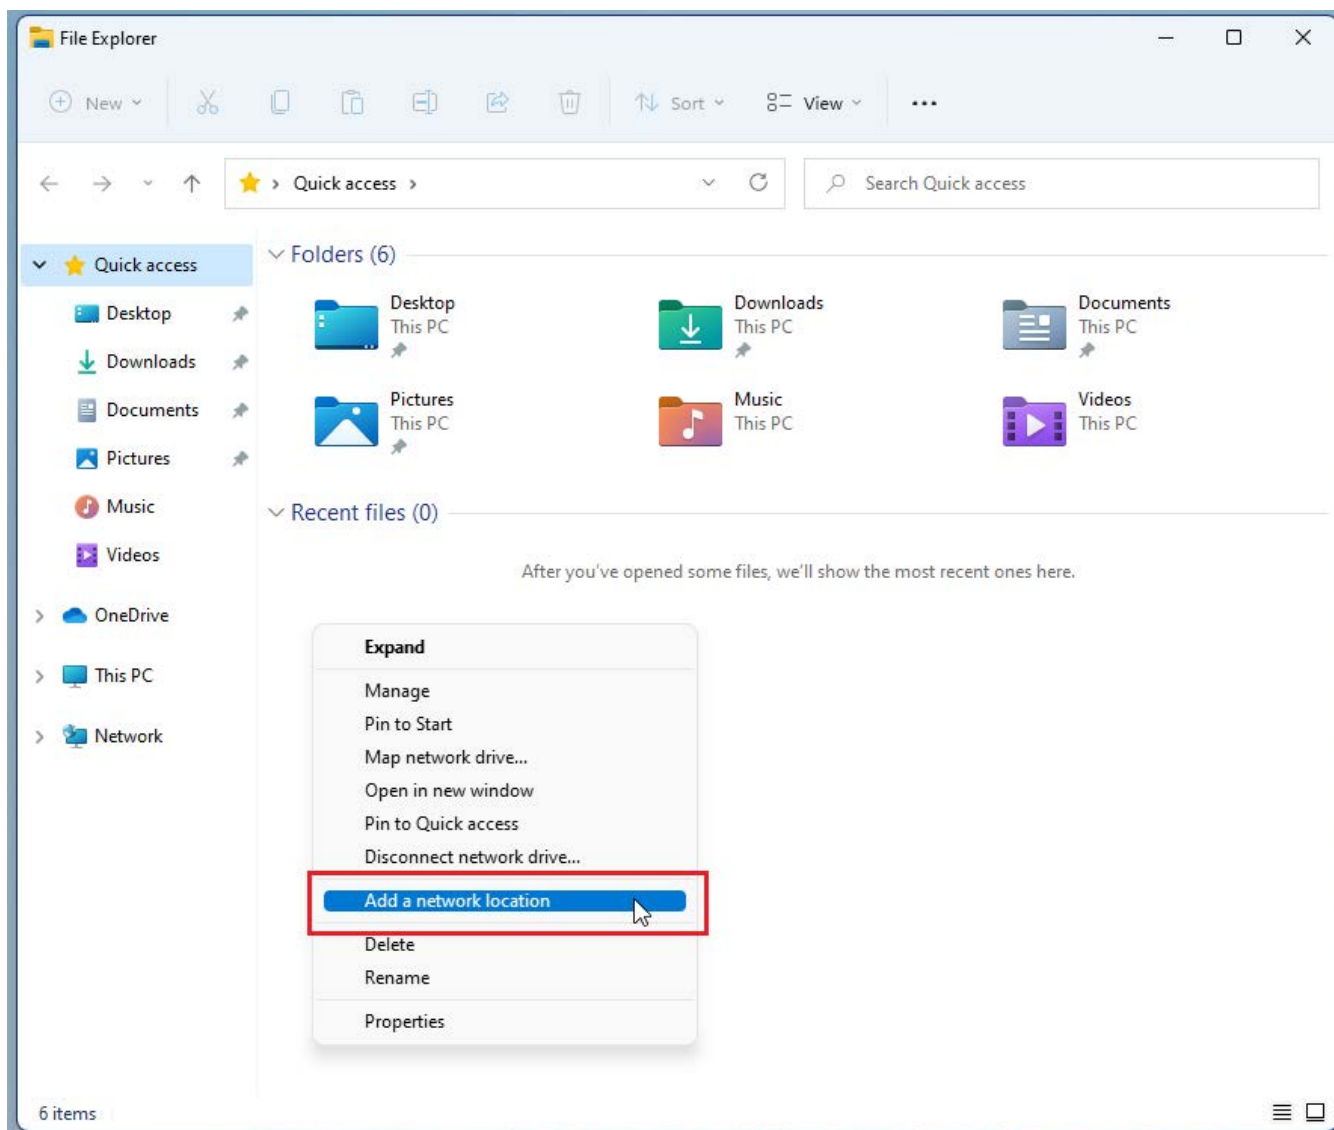 File Explorer
New
Sort
View
Quick access
Search Quick access
Quick access
Desktop
Downloads
Documents
Pictures
Music
Videos
OneDrive
This PC
Network
Folders (6)
Desktop
This PC
Downloads
This PC
Documents
This PC
Pictures
This PC
Music
This PC
Videos
This PC
Recent files (0)
After you've opened some files, we'll show the most recent ones here.
Expand
Manage
Pin to Start
Map network drive...
Open in new window
Pin to Quick access
Disconnect network drive...
Add a network location
Delete
Rename
Properties
6 items